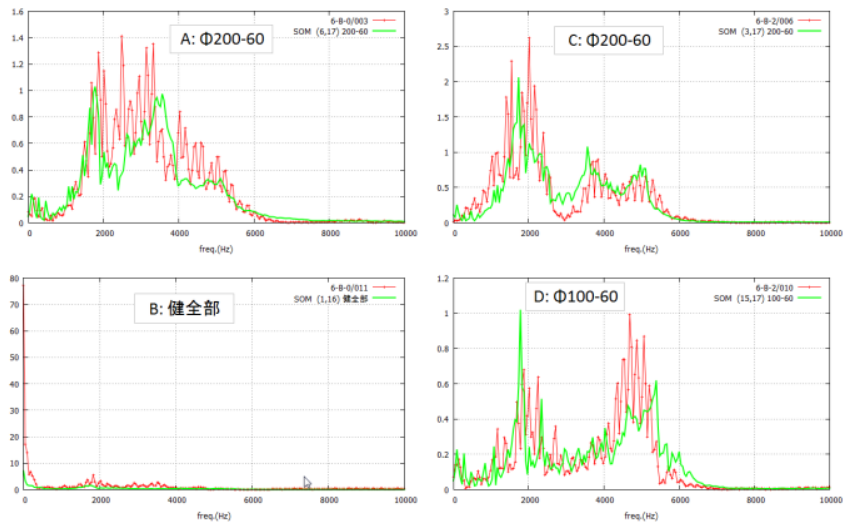 6-B-0/003
SOM (6,17) 200-60
A: Φ200-60
1.6
1.4
1.2
1
0.8
0.6
0.4
0.2
0
0 2000 4000 6000 8000 10000
freq.(Hz)
6-B-2/006
SOM (3,17) 200-60
C: Φ200-60
3
2.5
2
1.5
1
0.5
0
0 2000 4000 6000 8000 10000
freq.(Hz)
6-B-0/011
SOM (1,16) 健全部
B: 健全部
80
70
60
50
40
30
20
10
0
0 2000 4000 6000 8000 10000
freq.(Hz)
6-B-2/010
SOM (15,17) 100-60
D: Φ100-60
1.2
1
0.8
0.6
0.4
0.2
0
0 2000 4000 6000 8000 10000
freq.(Hz)